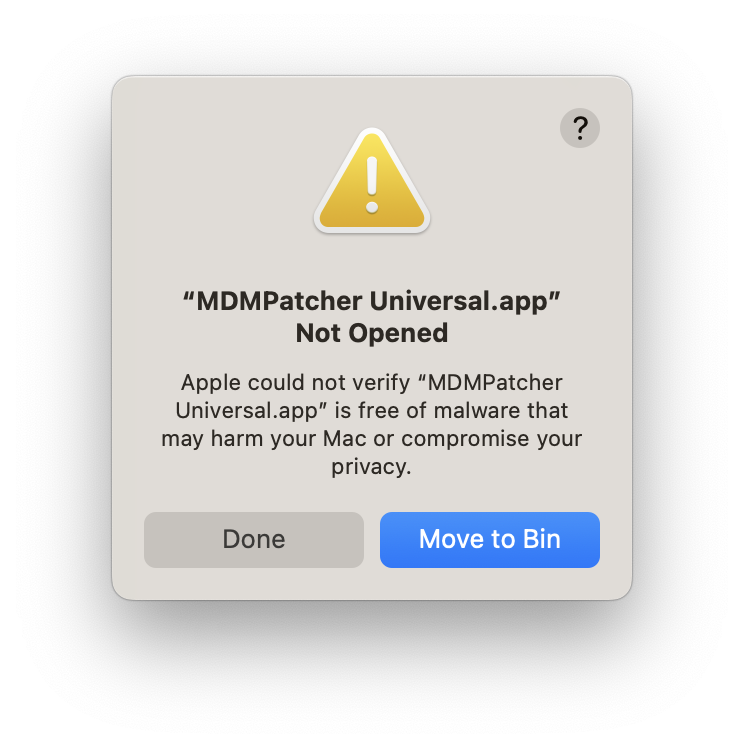 ?
“MDMPatcher Universal.app”
Not Opened
Apple could not verify “MDMPatcher
Universal.app” is free of malware that
may harm your Mac or compromise your
privacy.
Done
Move to Bin